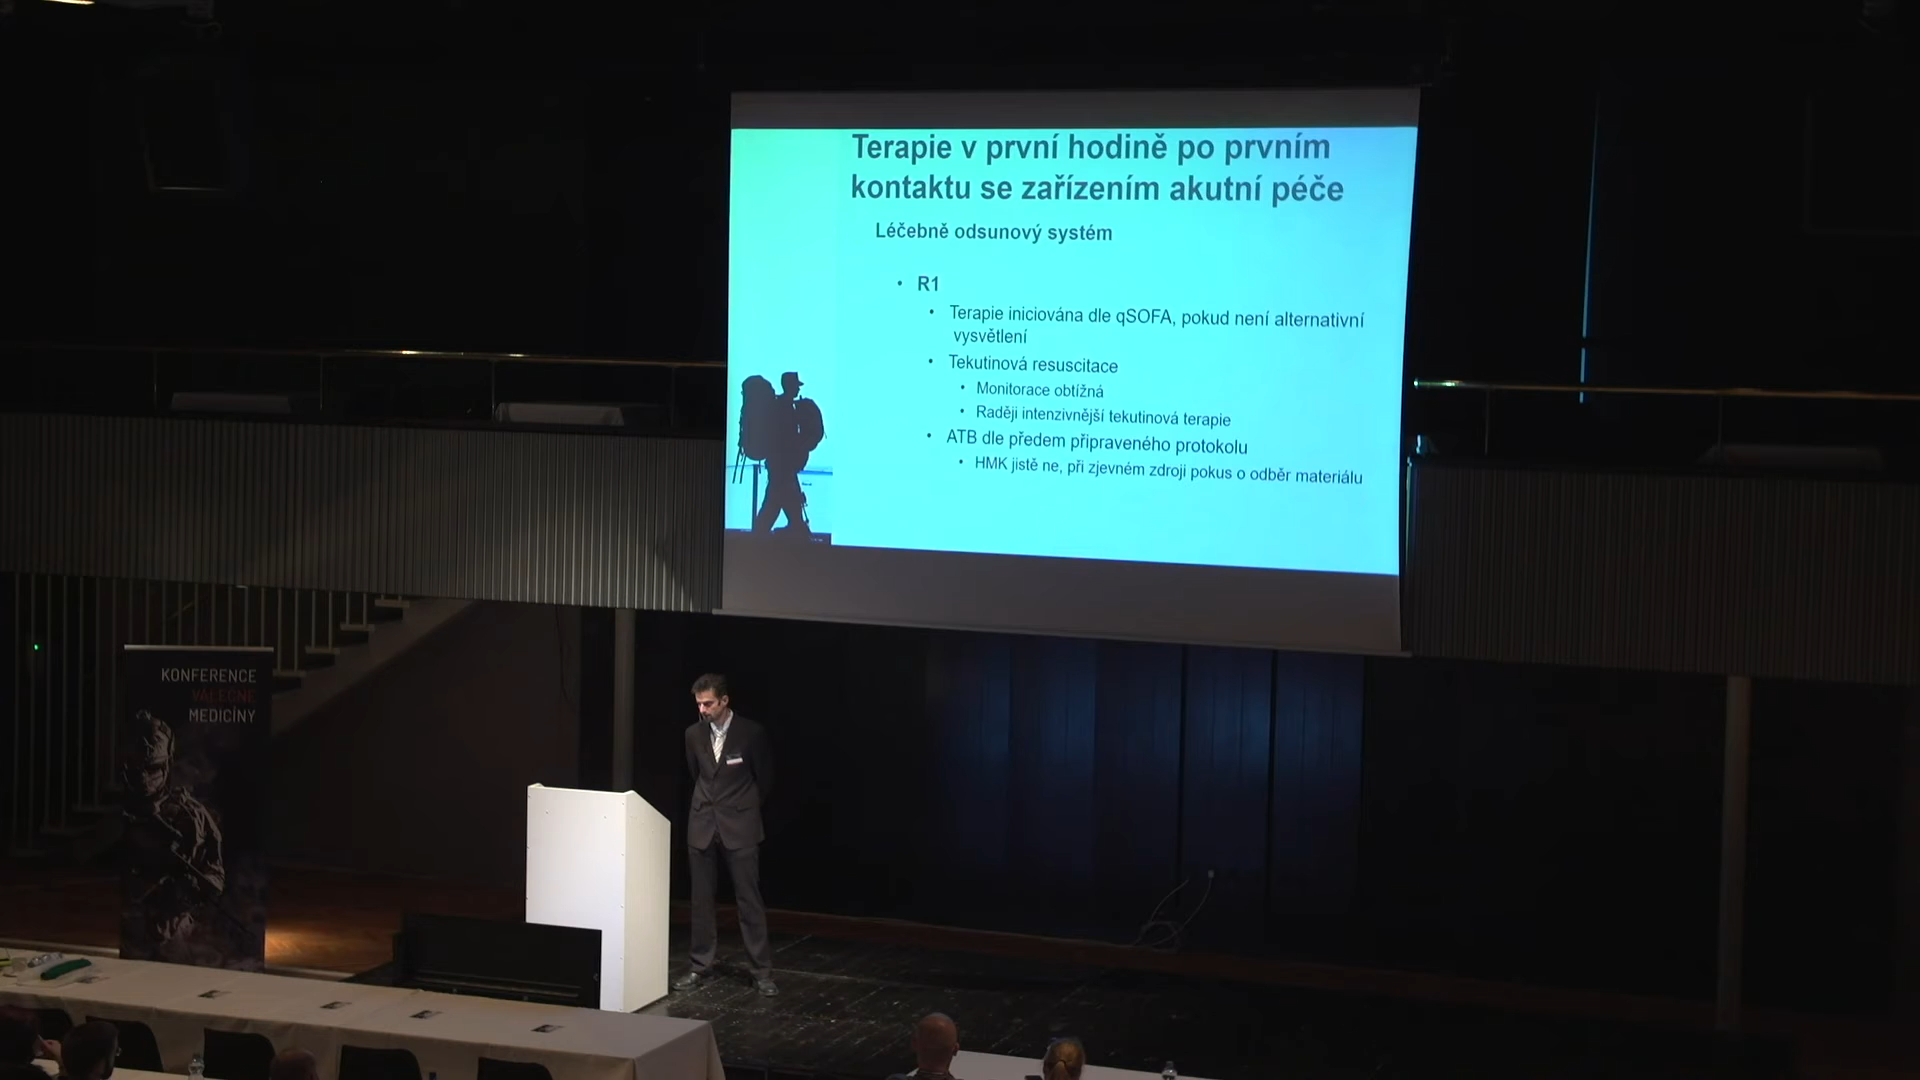 Terapie v první hodině po prvním
kontaktu se zařízením akutní péče
Léčebně odsunový systém
• R1
• Terapie iniciována dle qSOFA, pokud není alternativní
vysvětlení
• Tekutinová resuscitace
• Monitorace obtížná
• Raději intenzivnější tekutinová terapie
• ATB dle předem připraveného protokolu
• HMK jistě ne, při zjevném zdroji pokus o odběr materiálu
KONFERENCE
VÁLEČNÉ
MEDICÍNY